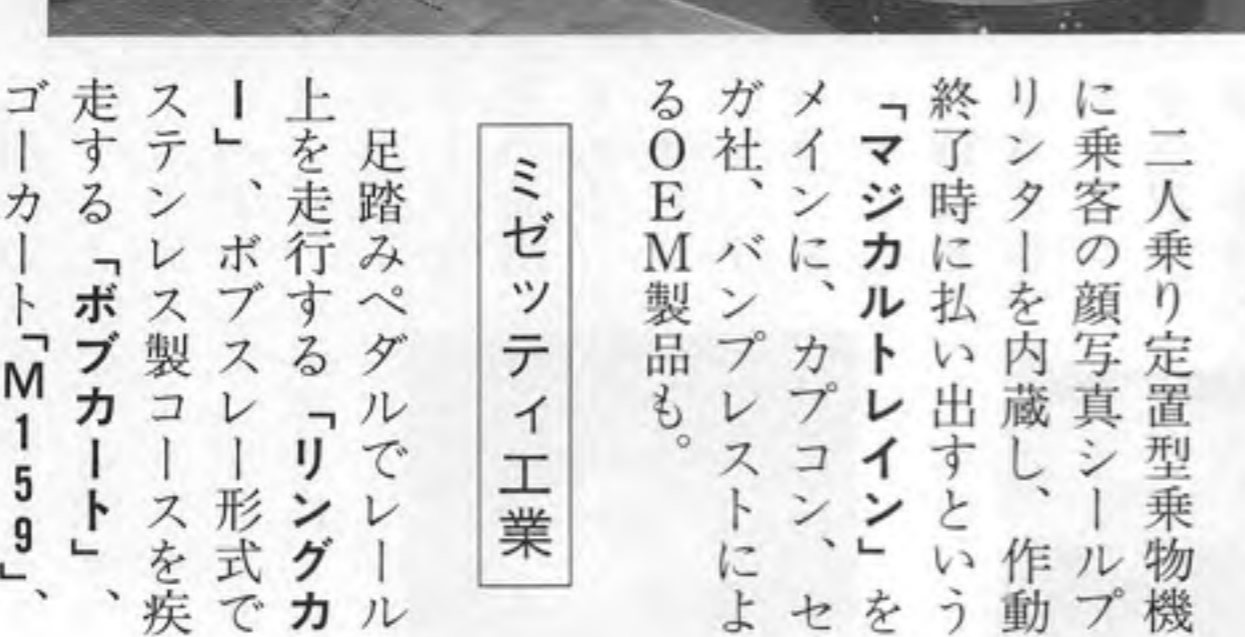 二人乗り定置型乗物機
に乗客の顔写真シールプ
リンターを内蔵し、作動
終了時に払い出すという
「マジカルトレイン」を
メインに、カプコン、セ
ガ社、バンプレストによ
るOEM製品も。
ミゼッティ工業
足踏みペダルでレール
上を走行する「リングカ
ー」、ボブスレー形式で
ステンレス製コースを疾
走する「ボブカート」、
ゴーカート「M159」、